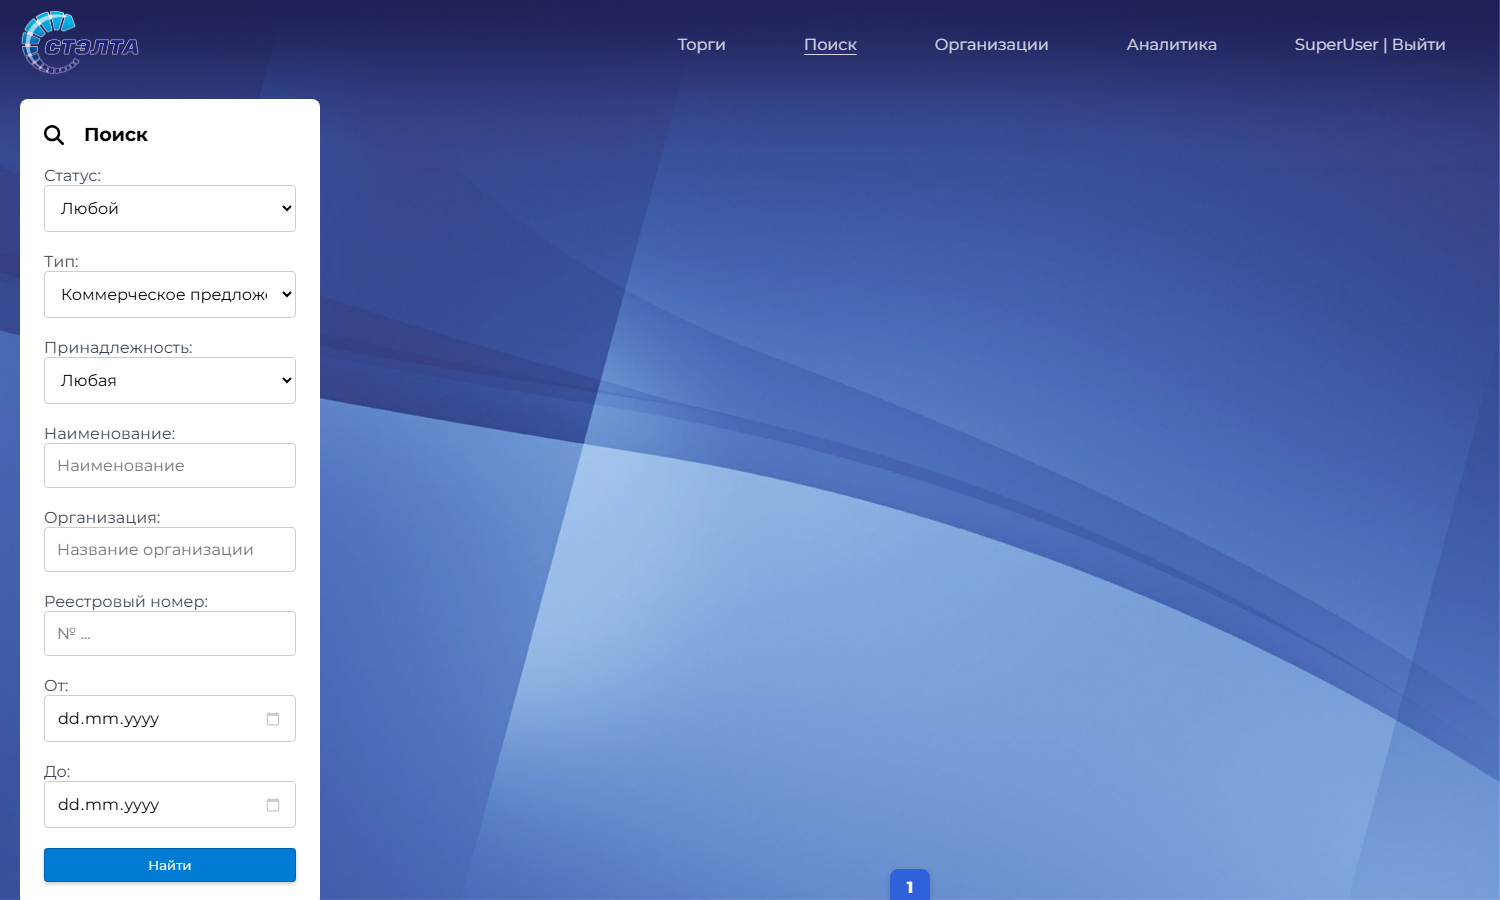 СТЭЛТА
Торги
Поиск
Организации
Аналитика
SuperUser | Выйти
Поиск
Статус:
Любой
Тип:
Коммерческое предлож
Принадлежность:
Любая
Наименование:
Наименование
Организация:
Название организации
Реестровый номер:
№ ...
От:
dd.mm.yyyy
До:
dd.mm.yyyy
Найти
1